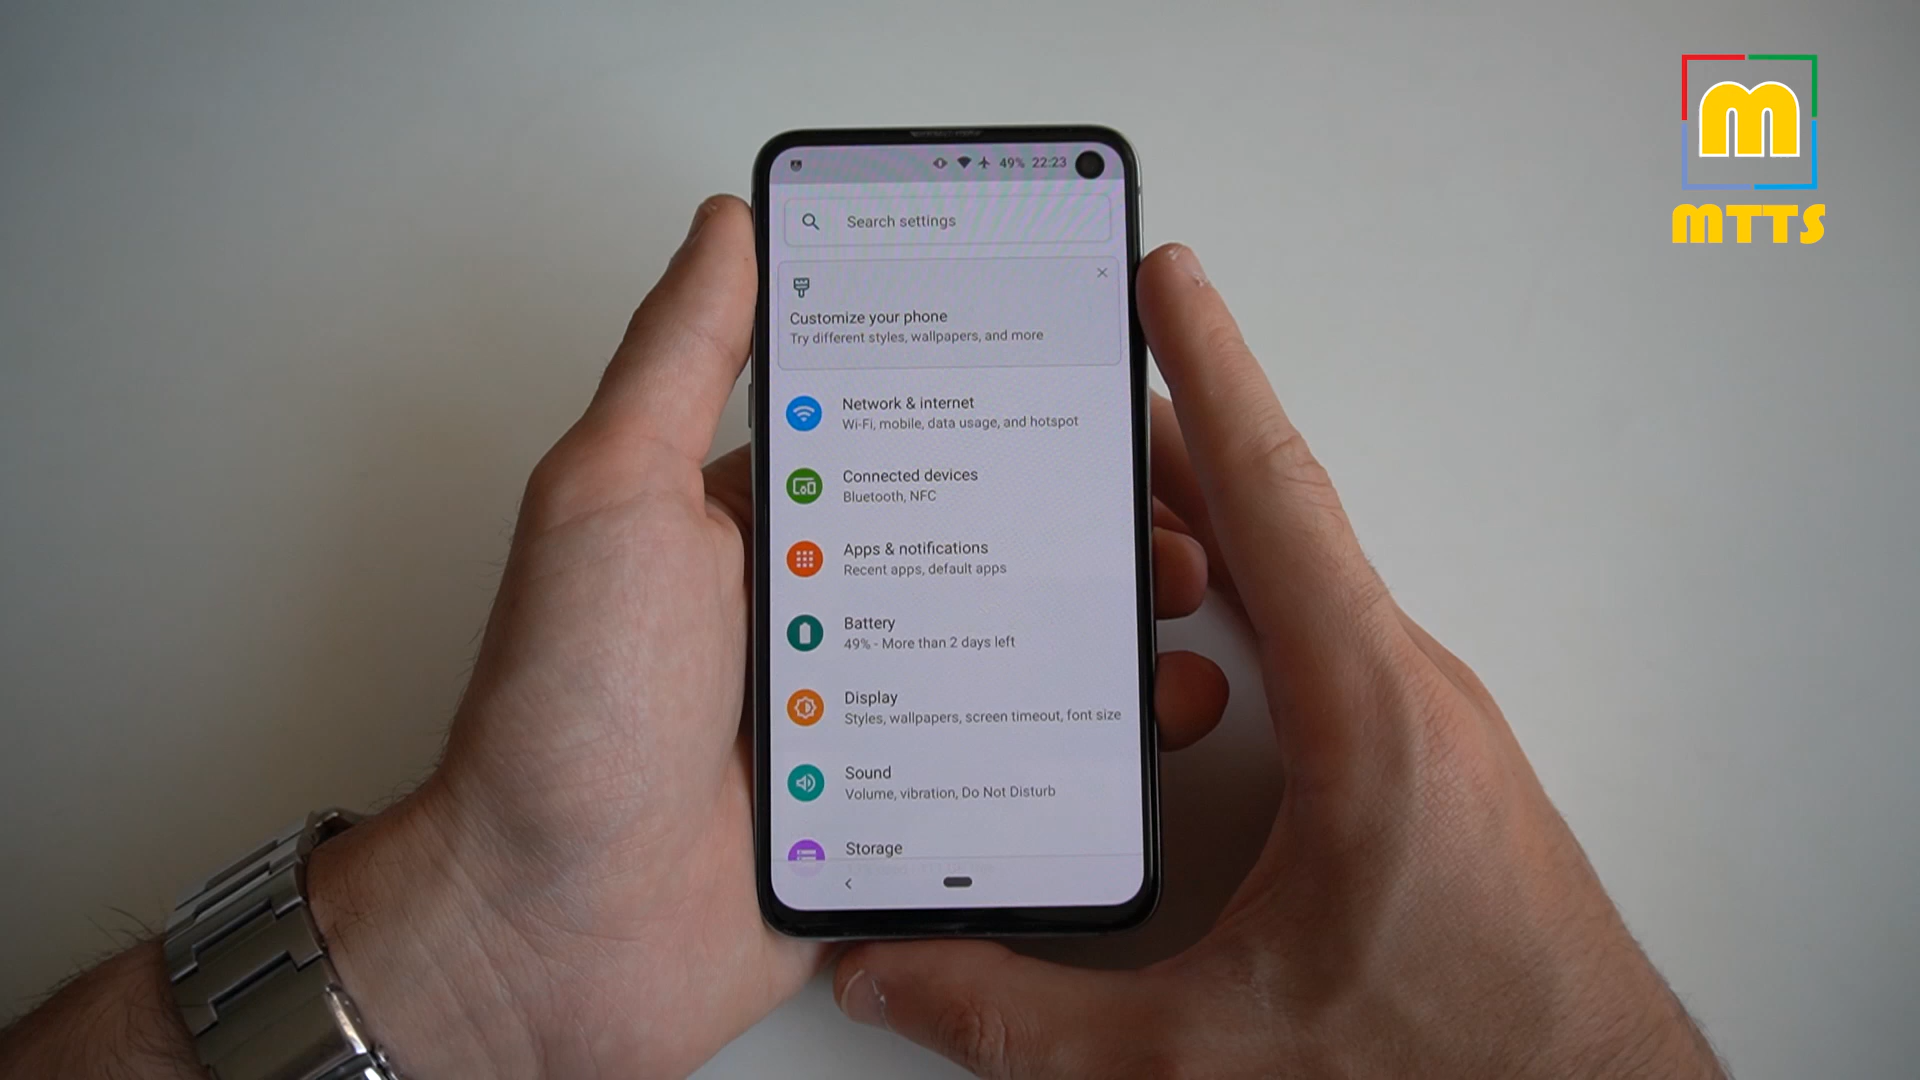 49% 22:23
Search settings
Customize your phone
Try different styles, wallpapers, and more
Network & internet
Wi-Fi, mobile, data usage, and hotspot
Connected devices
Bluetooth, NFC
Apps & notifications
Recent apps, default apps
Battery
49% - More than 2 days left
Display
Styles, wallpapers, screen timeout, font size
Sound
Volume, vibration, Do Not Disturb
Storage
M
MTTS